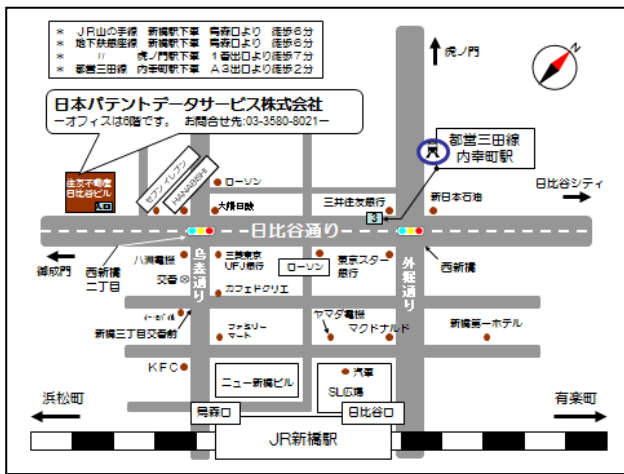 * JR山の手線 新橋駅下車 烏森口より 徒歩6分
* 地下鉄銀座線 新橋駅下車 烏森口より 徒歩6分
* 〃 虎ノ門駅下車 1番出口より徒歩7分
* 都営三田線 内幸町駅下車 A3出口より徒歩2分
虎ノ門
N
日本パテントデータサービス株式会社
ーオフィスは6階です。 お問合せ先:03-3580-8021ー
都営三田線
内幸町駅
住友不動産
日比谷ビル
入口
セブンイレブン
HANABISHI
ローソン
三井住友銀行
3
新日本石油
日比谷シティ
日比谷通り
御成門
西新橋
二丁目
八洲電機
交番
烏森通り
三菱東京
UFJ銀行
カフェドクリエ
ローソン
東京スター
銀行
外堀通り
西新橋
新橋三丁目交番前
ファミリー
マート
ヤマダ電機
マクドナルド
新橋第一ホテル
KFC
ニュー新橋ビル
汽車
SL広場
浜松町
烏森口
日比谷口
有楽町
JR新橋駅